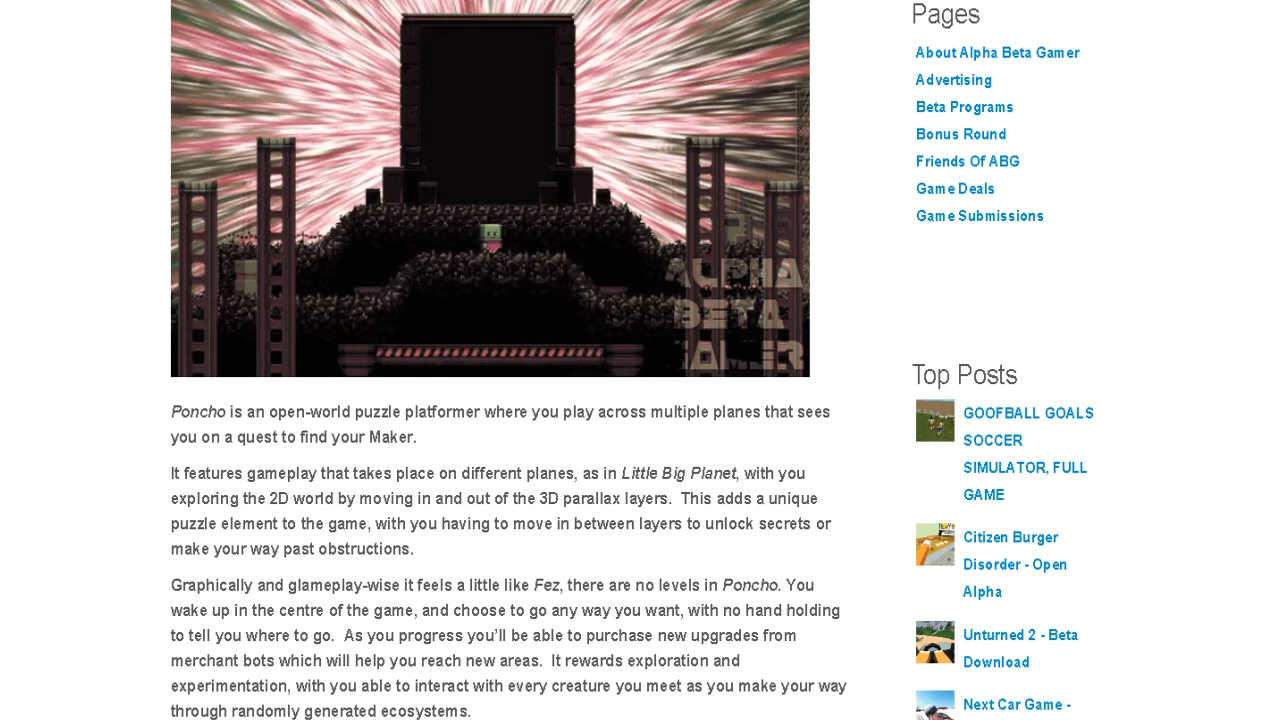 ALPHA
BETA
GAMER
Poncho is an open-world puzzle platformer where you play across multiple planes that sees
you on a quest to find your Maker.
It features gameplay that takes place on different planes, as in Little Big Planet, with you
exploring the 2D world by moving in and out of the 3D parallax layers.  This adds a unique
puzzle element to the game, with you having to move in between layers to unlock secrets or
make your way past obstructions.
Graphically and glameplay-wise it feels a little like Fez, there are no levels in Poncho. You
wake up in the centre of the game, and choose to go any way you want, with no hand holding
to tell you where to go.  As you progress you’ll be able to purchase new upgrades from
merchant bots which will help you reach new areas.  It rewards exploration and
experimentation, with you able to interact with every creature you meet as you make your way
through randomly generated ecosystems.
Pages
About Alpha Beta Gamer
Advertising
Beta Programs
Bonus Round
Friends Of ABG
Game Deals
Game Submissions
Top Posts
GOOFBALL GOALS
SOCCER
SIMULATOR, FULL
GAME
Citizen Burger
Disorder - Open
Alpha
Unturned 2 - Beta
Download
Next Car Game -